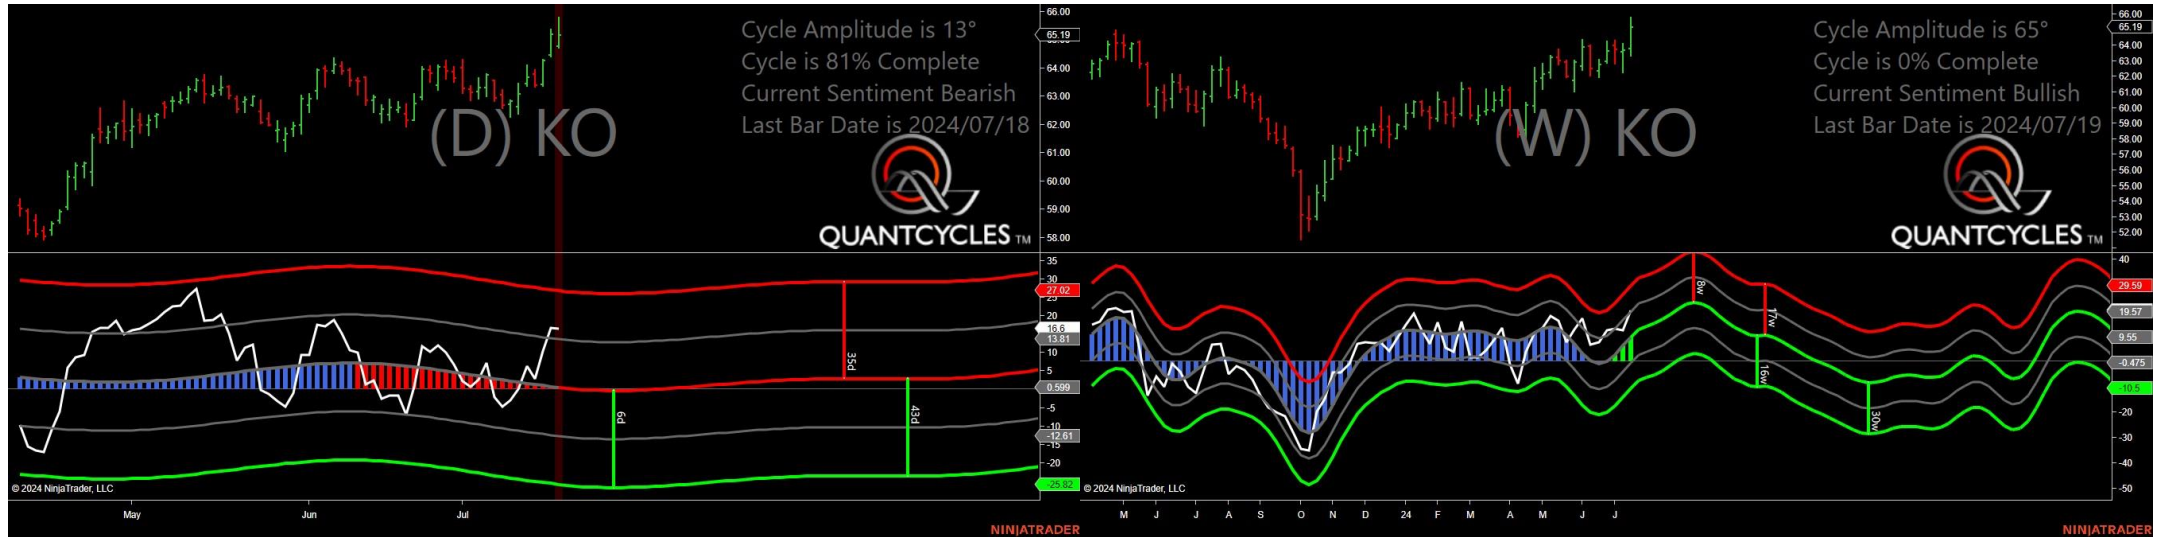 Cycle Amplitude is 13°
Cycle is 81% Complete
Current Sentiment Bearish
Last Bar Date is 2024/07/18
(D) KO
QUANTCYCLES TM
66.00
65.19
64.00
63.00
62.00
61.00
60.00
59.00
58.00
35
30
27.02
25
20
16.6
13.81
10
5
0.599
-5
-10
-12.61
-15
-20
-25.82
35d
6d
43d
© 2024 NinjaTrader, LLC
May Jun Jul
NINJATRADER
Cycle Amplitude is 65°
Cycle is 0% Complete
Current Sentiment Bullish
Last Bar Date is 2024/07/19
(W) KO
QUANTCYCLES TM
66.00
65.19
64.00
63.00
62.00
61.00
60.00
59.00
58.00
57.00
56.00
55.00
54.00
53.00
52.00
40
29.59
19.57
9.55
-0.475
-10.5
-20
-30
-40
-50
8w
17w
16w
30w
© 2024 NinjaTrader, LLC
M J J A S O N D 24 F M A M J J
NINJATRADER